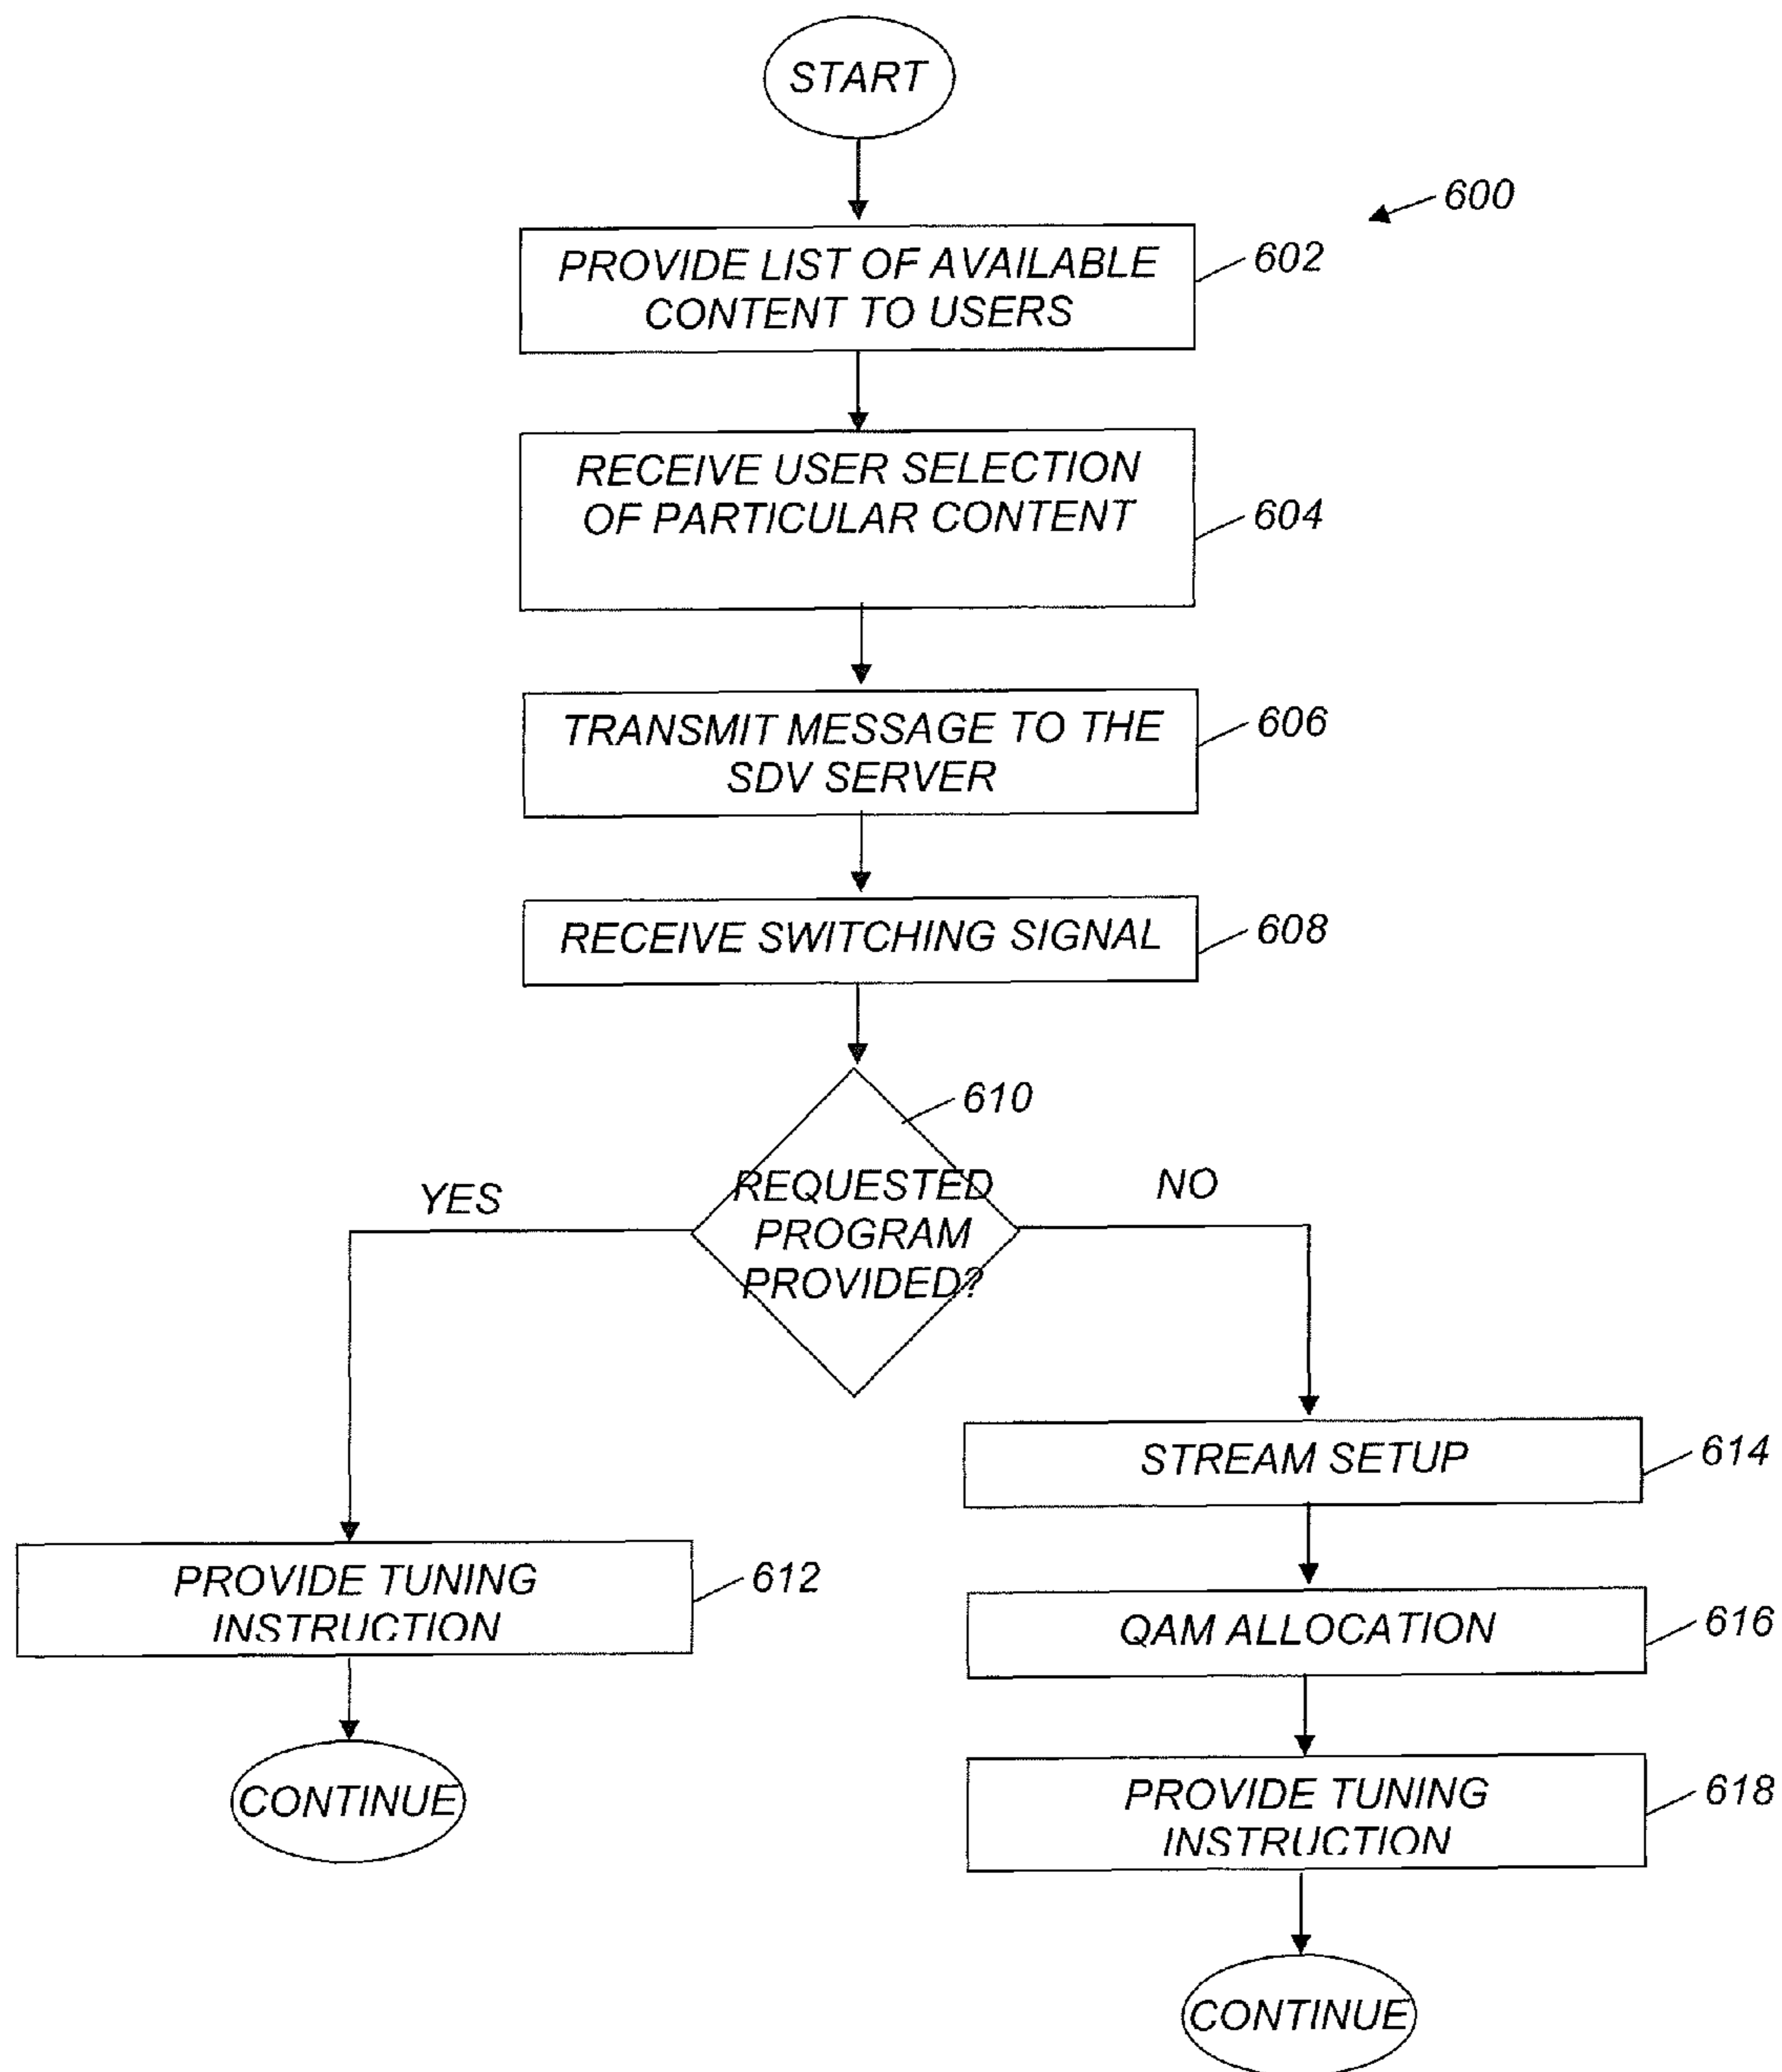 START
600
PROVIDE LIST OF AVAILABLE
CONTENT TO USERS
602
RECEIVE USER SELECTION
OF PARTICULAR CONTENT
604
TRANSMIT MESSAGE TO THE
SDV SERVER
606
RECEIVE SWITCHING SIGNAL
608
610
REQUESTED
PROGRAM
PROVIDED?
YES
NO
STREAM SETUP
614
PROVIDE TUNING
INSTRUCTION
612
QAM ALLOCATION
616
CONTINUE
PROVIDE TUNING
INSTRUCTION
618
CONTINUE